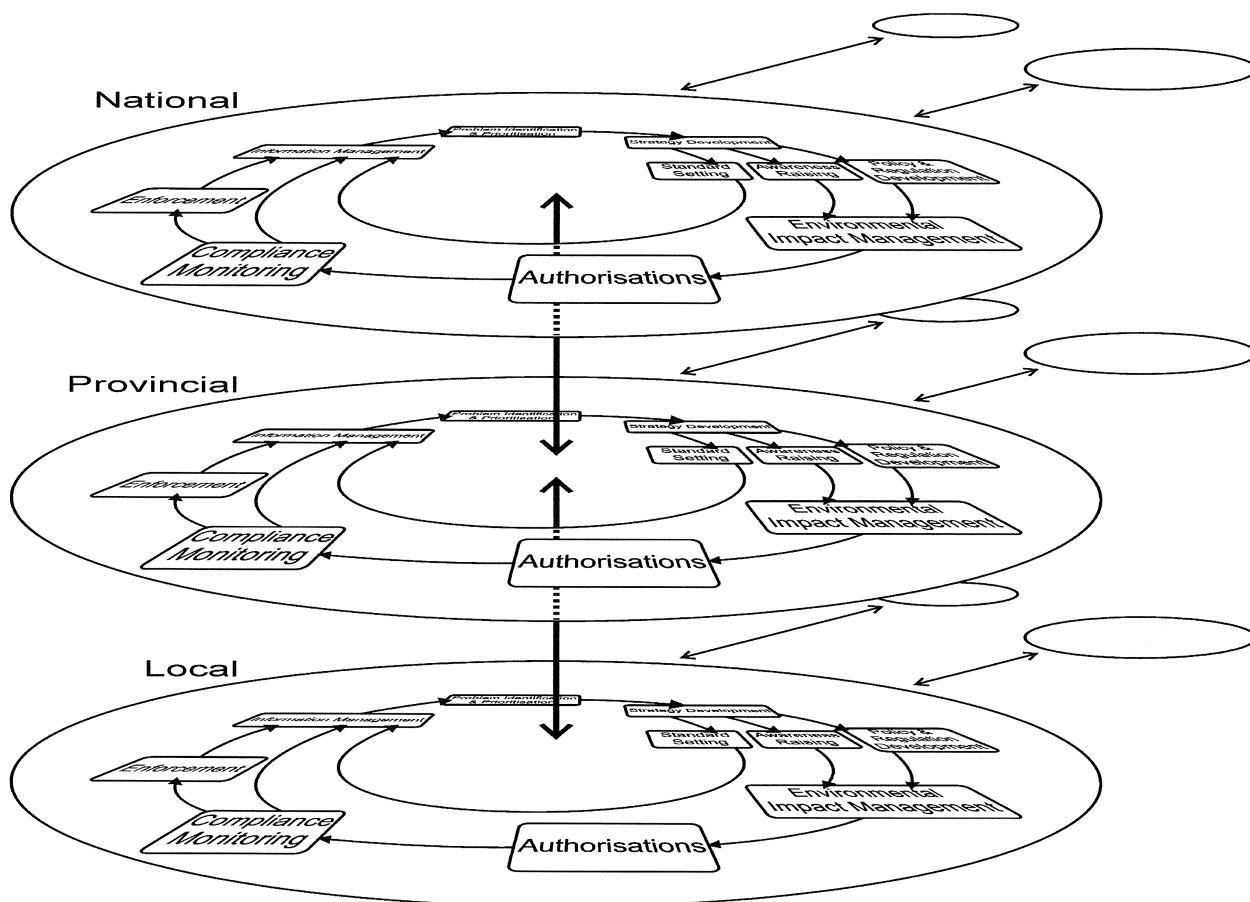 National
Problem Identification
& Prioritisation
Information Management
Strategy Development
Standard
Setting
Awareness
Raising
Policy &
Regulation
Development
Enforcement
Environmental
Impact Management
Compliance
Monitoring
Authorisations
Provincial
Problem Identification
& Prioritisation
Information Management
Strategy Development
Standard
Setting
Awareness
Raising
Policy &
Regulation
Development
Enforcement
Environmental
Impact Management
Compliance
Monitoring
Authorisations
Local
Problem Identification
& Prioritisation
Information Management
Strategy Development
Standard
Setting
Awareness
Raising
Policy &
Regulation
Development
Enforcement
Environmental
Impact Management
Compliance
Monitoring
Authorisations